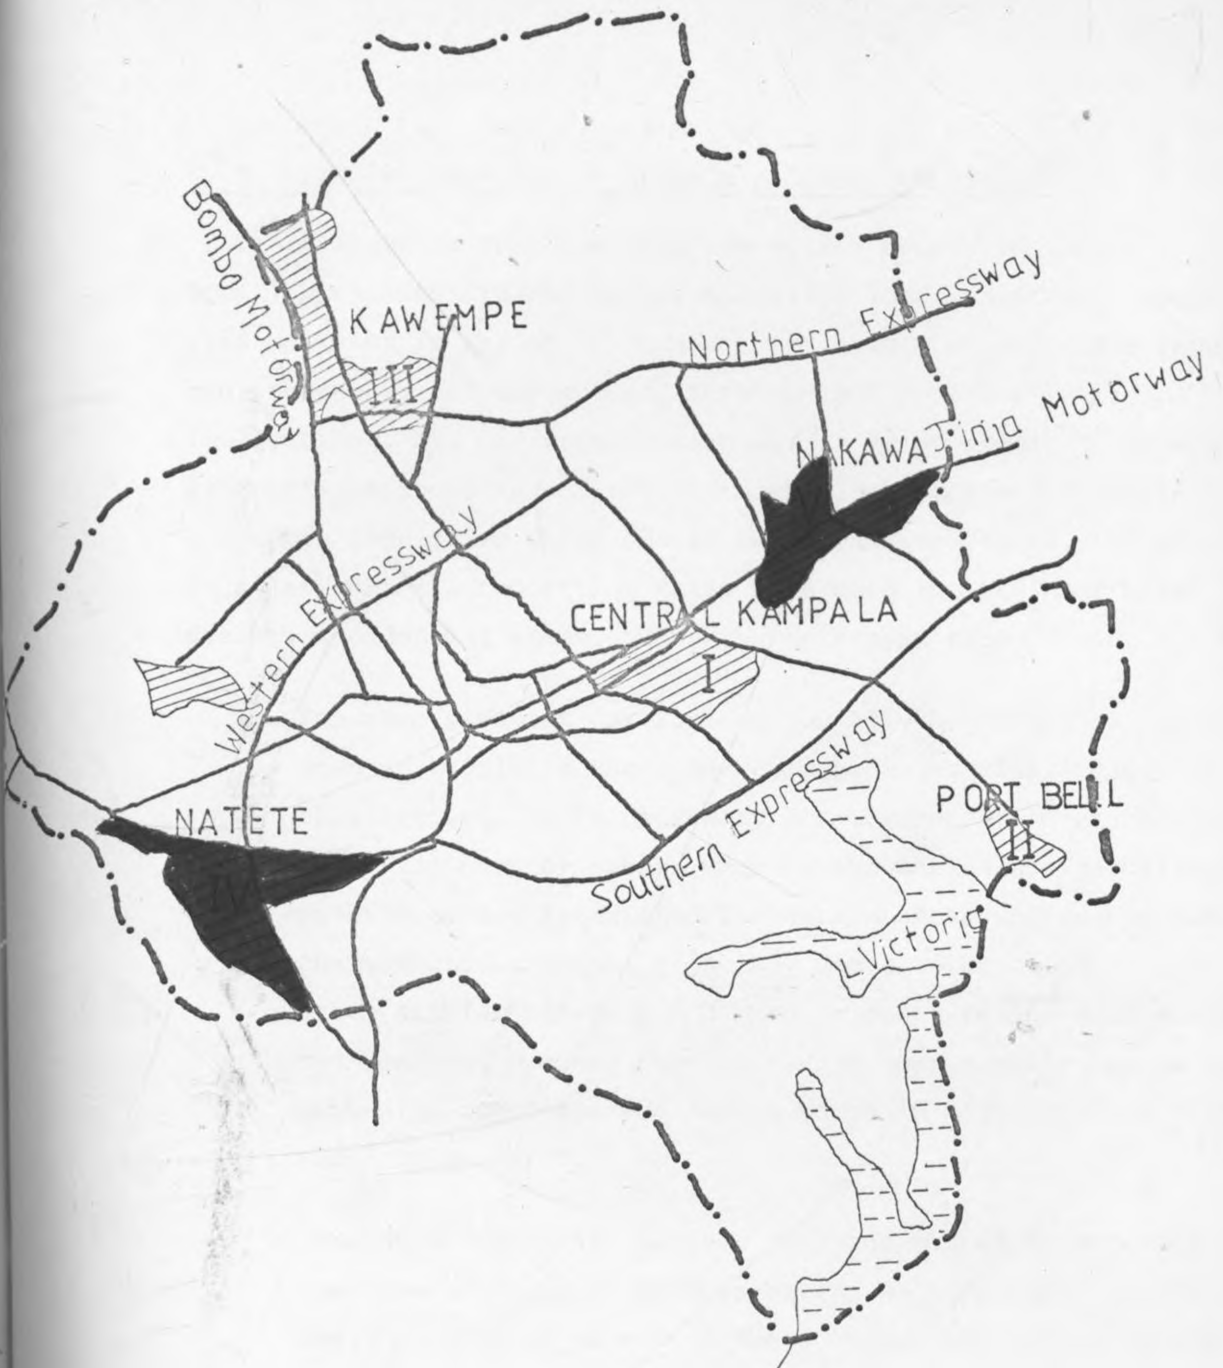 Bombo Motorway
KAWEMPE
III
Northern Expressway
Jinja Motorway
NAKAWA
V
Western Expressway
CENTRAL KAMPALA
I
NATETE
IV
Southern Expressway
PORT BELL
II
L Victoria